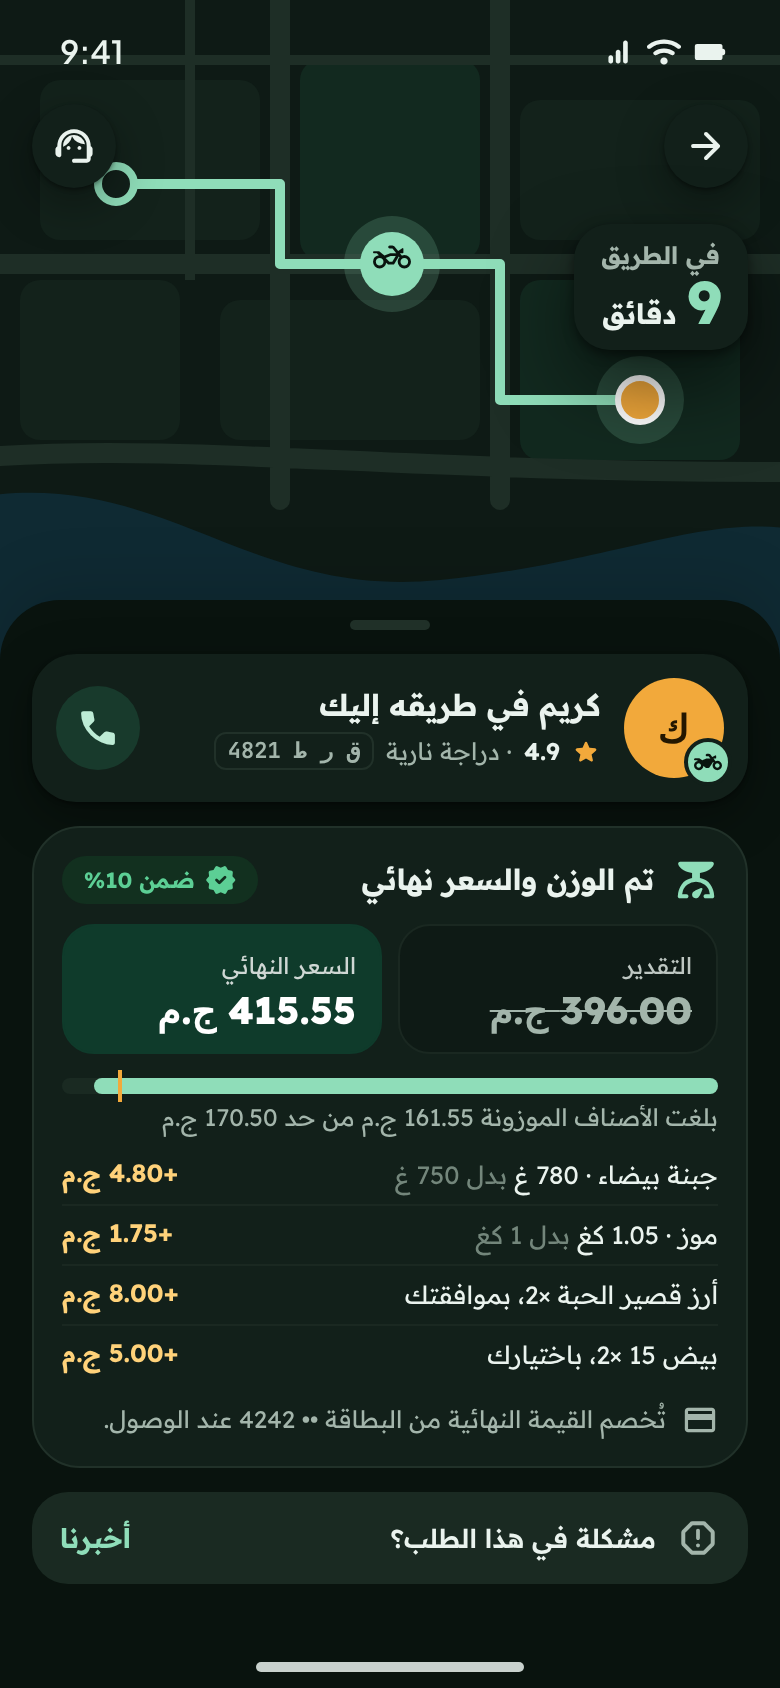 9:41
في الطريق
9 دقائق
كريم في طريقه إليك
ك
4.9 · دراجة نارية
ق ر ط 4821
تم الوزن والسعر نهائي
ضمن 10%
التقدير
396.00 ج.م
السعر النهائي
415.55 ج.م
بلغت الأصناف الموزونة 161.55 ج.م من حد 170.50 ج.م
جبنة بيضاء · 780 غ بدل 750 غ
+4.80 ج.م
موز · 1.05 كغ بدل 1 كغ
+1.75 ج.م
أرز قصير الحبة ×2، بموافقتك
+8.00 ج.م
بيض 15 ×2، باختيارك
+5.00 ج.م
تُخصم القيمة النهائية من البطاقة •• 4242 عند الوصول.
مشكلة في هذا الطلب؟
أخبرنا